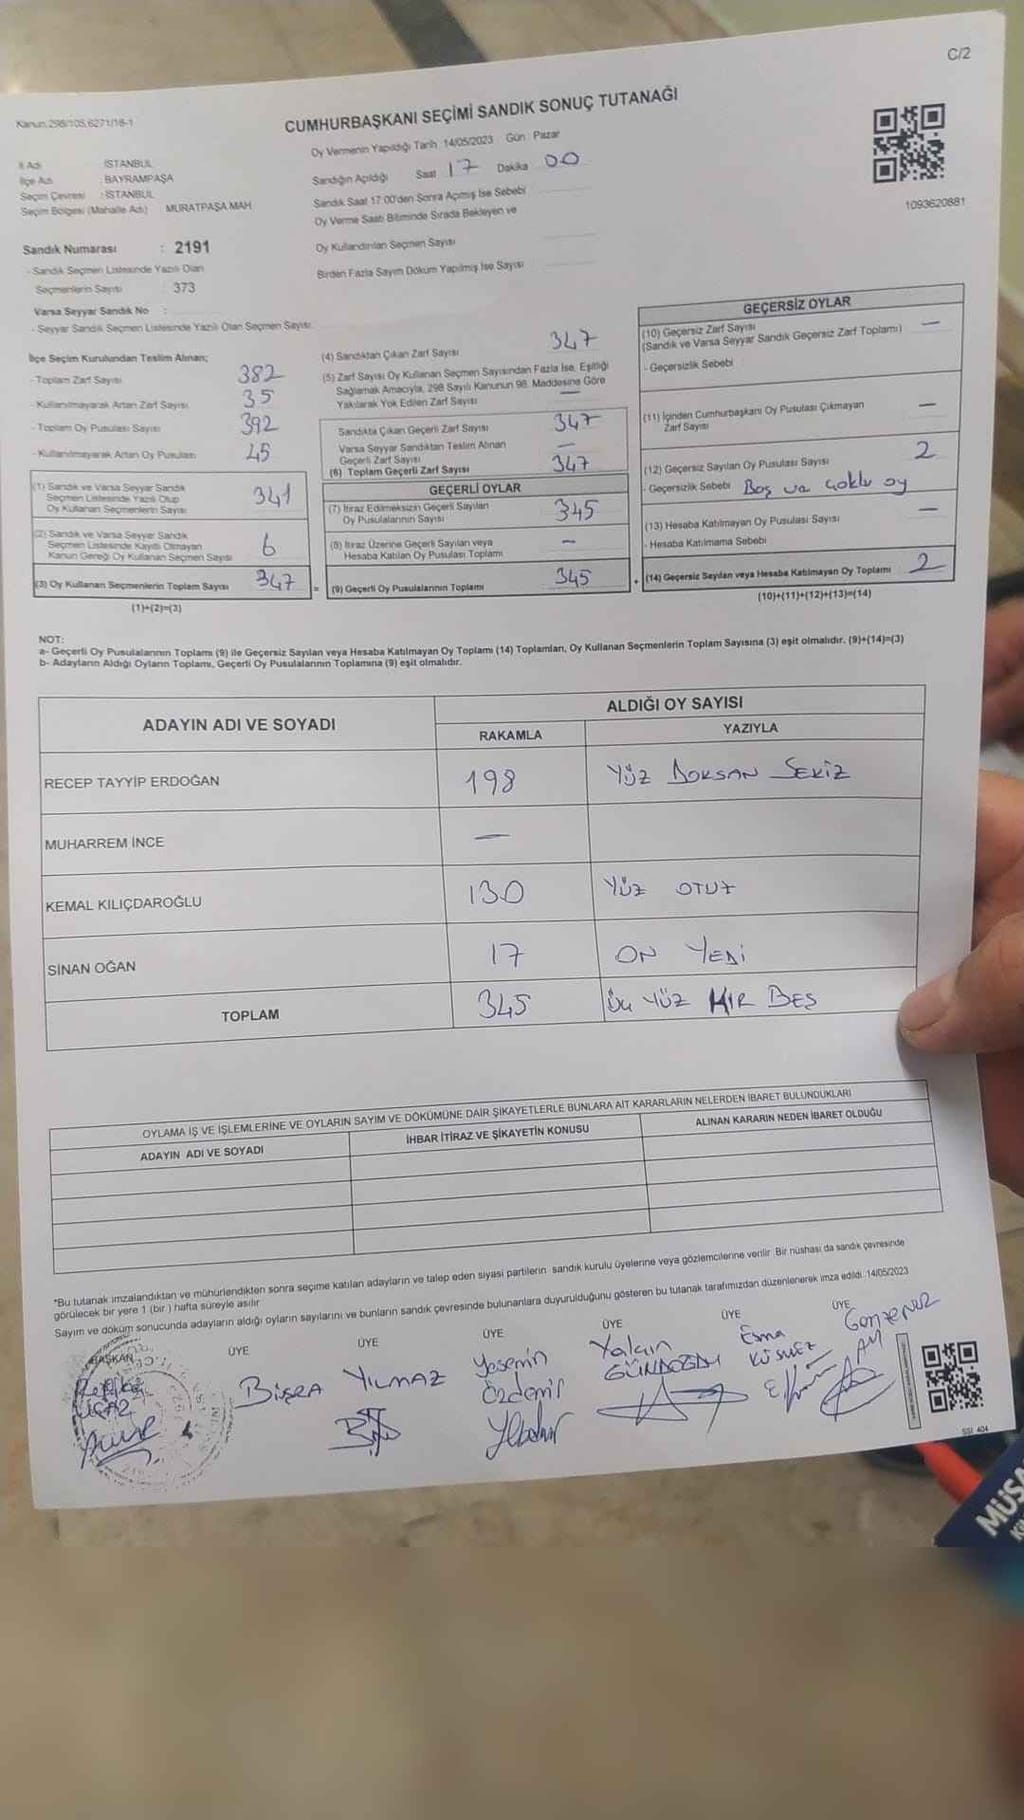 C/2
Kanun:298/105,6271/18-1
CUMHURBAŞKANI SEÇİMİ SANDIK SONUÇ TUTANAĞI
Oy Vermenin Yapıldığı Tarih 14/05/2023 Gün : Pazar
Sandığın Açıldığı Saat 17 Dakika 00
Sandık Saat 17:00'den Sonra Açılmış İse Sebebi
Oy Verme Saati Bitiminde Sırada Bekleyen ve
Oy Kullandırılan Seçmen Sayısı
Birden Fazla Sayım Döküm Yapılmış İse Sayısı
1093620881
İl Adı : İSTANBUL
İlçe Adı : BAYRAMPAŞA
Seçim Çevresi : İSTANBUL
Seçim Bölgesi (Mahalle Adı) MURATPAŞA MAH
Sandık Numarası : 2191
- Sandık Seçmen Listesinde Yazılı Olan
Seçmenlerin Sayısı : 373
Varsa Seyyar Sandık No :
- Seyyar Sandık Seçmen Listesinde Yazılı Olan Seçmen Sayısı:
İlçe Seçim Kurulundan Teslim Alınan;
- Toplam Zarf Sayısı 382
- Kullanılmayarak Artan Zarf Sayısı 35
- Toplam Oy Pusulası Sayısı 392
- Kullanılmayarak Artan Oy Pusulası 45
(1) Sandık ve Varsa Seyyar Sandık
Seçmen Listesinde Yazılı Olup
Oy Kullanan Seçmenlerin Sayısı 341
(2) Sandık ve Varsa Seyyar Sandık
Seçmen Listesinde Kayıtlı Olmayan
Kanun Gereği Oy Kullanan Seçmen Sayısı 6
(3) Oy Kullanan Seçmenlerin Toplam Sayısı 347 =
(1)+(2)=(3)
(4) Sandıktan Çıkan Zarf Sayısı 347
(5) Zarf Sayısı Oy Kullanan Seçmen Sayısından Fazla İse, Eşitliği
Sağlamak Amacıyla, 298 Sayılı Kanunun 98. Maddesine Göre
Yakılarak Yok Edilen Zarf Sayısı —
Sandıkta Çıkan Geçerli Zarf Sayısı 347
Varsa Seyyar Sandıktan Teslim Alınan
Geçerli Zarf Sayısı —
(6) Toplam Geçerli Zarf Sayısı 347
GEÇERLİ OYLAR
(7) İtiraz Edilmeksizin Geçerli Sayılan
Oy Pusulalarının Sayısı 345
(8) İtiraz Üzerine Geçerli Sayılan veya
Hesaba Katılan Oy Pusulası Toplamı —
(9) Geçerli Oy Pusulalarının Toplamı 345 +
GEÇERSİZ OYLAR
(10) Geçersiz Zarf Sayısı —
(Sandık ve Varsa Seyyar Sandık Geçersiz Zarf Toplamı)
- Geçersizlik Sebebi
(11) İçinden Cumhurbaşkanı Oy Pusulası Çıkmayan —
Zarf Sayısı
(12) Geçersiz Sayılan Oy Pusulası Sayısı 2
- Geçersizlik Sebebi Boş ve çoklu oy
(13) Hesaba Katılmayan Oy Pusulası Sayısı —
- Hesaba Katılmama Sebebi
(14) Geçersiz Sayılan veya Hesaba Katılmayan Oy Toplamı 2
(10)+(11)+(12)+(13)=(14)
NOT:
a- Geçerli Oy Pusulalarının Toplamı (9) ile Geçersiz Sayılan veya Hesaba Katılmayan Oy Toplamı (14) Toplamları, Oy Kullanan Seçmenlerin Toplam Sayısına (3) eşit olmalıdır. (9)+(14)=(3)
b- Adayların Aldığı Oyların Toplamı, Geçerli Oy Pusulalarının Toplamına (9) eşit olmalıdır.
ADAYIN ADI VE SOYADI ALDIĞI OY SAYISI
RAKAMLA YAZIYLA
RECEP TAYYİP ERDOĞAN 198 YÜZ DOKSAN SEKİZ
MUHARREM İNCE —
KEMAL KILIÇDAROĞLU 130 YÜZ OTUZ
SİNAN OĞAN 17 ON YEDİ
TOPLAM 345 ÜÇ YÜZ KIR BEŞ
OYLAMA İŞ VE İŞLEMLERİNE VE OYLARIN SAYIM VE DÖKÜMÜNE DAİR ŞİKAYETLERLE BUNLARA AİT KARARLARIN NELERDEN İBARET BULUNDUKLARI
ADAYIN ADI VE SOYADI İHBAR İTİRAZ VE ŞİKAYETİN KONUSU ALINAN KARARIN NEDEN İBARET OLDUĞU
*Bu tutanak imzalandıktan ve mühürlendikten sonra seçime katılan adayların ve talep eden siyasi partilerin sandık kurulu üyelerine veya gözlemcilerine verilir. Bir nüshası da sandık çevresinde
görülecek bir yere 1 (bir ) hafta süreyle asılır
Sayım ve döküm sonucunda adayların aldığı oyların sayılarını ve bunların sandık çevresinde bulunanlara duyurulduğunu gösteren bu tutanak tarafımızdan düzenlenerek imza edildi. 14/05/2023
BAŞKAN ÜYE ÜYE ÜYE ÜYE ÜYE ÜYE
Büşra YILMAZ
Yasemin Özdemir
Yalçın GÜNDOĞDU
Esma
Gonzenur AY
SSI 404
MÜSA